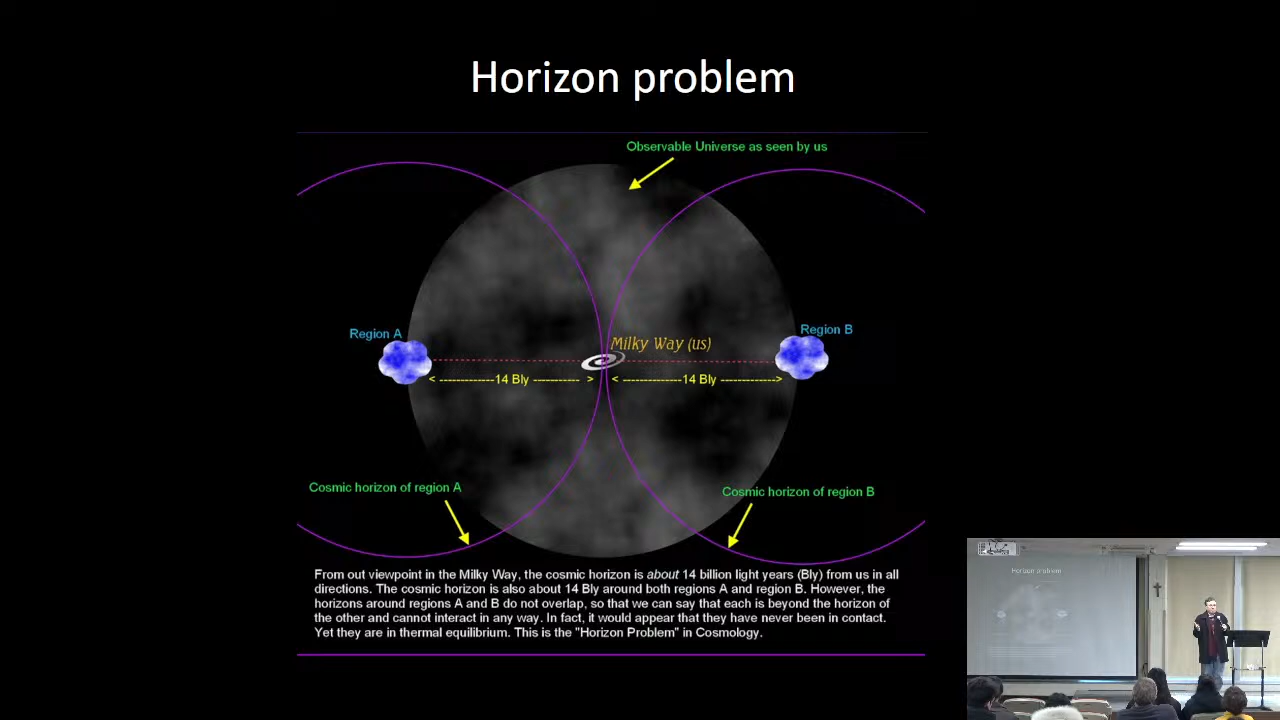 Horizon problem
Observable Universe as seen by us
Region A
Region B
Milky Way (us)
< -------------14 Bly ----------- >
< --------------14 Bly ------------->
Cosmic horizon of region A
Cosmic horizon of region B
From out viewpoint in the Milky Way, the cosmic horizon is about 14 billion light years (Bly) from us in all
directions. The cosmic horizon is also about 14 Bly around both regions A and region B. However, the
horizons around regions A and B do not overlap, so that we can say that each is beyond the horizon of
the other and cannot interact in any way. In fact, it would appear that they have never been in contact.
Yet they are in thermal equilibrium. This is the "Horizon Problem" in Cosmology.
Horizon problem